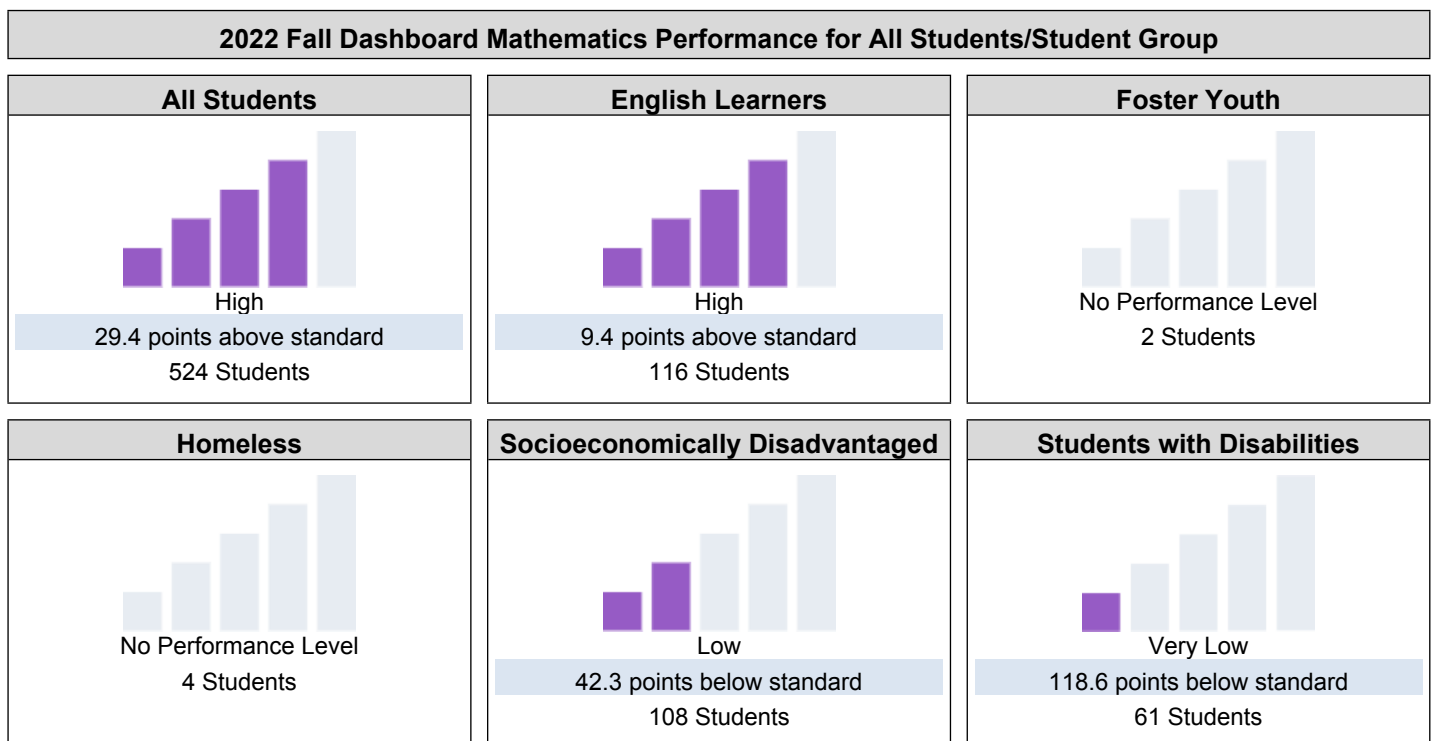 2022 Fall Dashboard Mathematics Performance for All Students/Student Group
All Students
High
29.4 points above standard
524 Students
English Learners
High
9.4 points above standard
116 Students
Foster Youth
No Performance Level
2 Students
Homeless
No Performance Level
4 Students
Socioeconomically Disadvantaged
Low
42.3 points below standard
108 Students
Students with Disabilities
Very Low
118.6 points below standard
61 Students